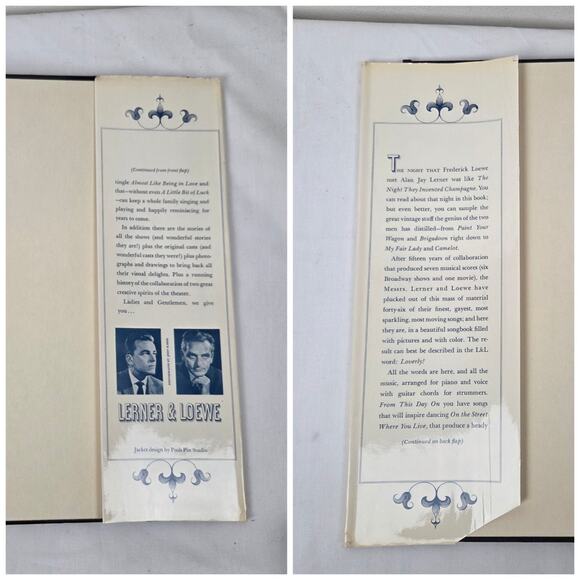 (Continued from front flap)
tingle Almost Like Being in Love and
that—without even A Little Bit of Luck
—can keep a whole family singing and
playing and happily reminiscing for
years to come.
In addition there are the stories of
all the shows (and wonderful stories
they are!) plus the original casts (and
wonderful casts they were!) plus photo-
graphs and drawings to bring back all
their visual delights. Plus a running
history of the collaboration of two great
creative spirits of the theater.
Ladies and Gentlemen, we give
you . . .
LERNER & LOEWE
Jacket design by Push Pin Studio
THE NIGHT THAT Frederick Loewe
met Alan Jay Lerner was like The
Night They Invented Champagne. You
can read about that night in this book;
but even better, you can sample the
great vintage stuff the genius of the two
men has distilled—from Paint Your
Wagon and Brigadoon right down to
My Fair Lady and Camelot.
After fifteen years of collaboration
that produced seven musical scores (six
Broadway shows and one movie), the
Messrs. Lerner and Loewe have
plucked out of this mass of material
forty-six of their finest, gayest, most
sparkling, most moving songs; and here
they are, in a beautiful songbook filled
with pictures and with color. The re-
sult can best be described in the L&L
word: Loverly!
All the words are here, and all the
music, arranged for piano and voice
with guitar chords for strummers.
From This Day On you have songs
that will inspire dancing On the Street
Where You Live, that produce a heady
(Continued on back flap)